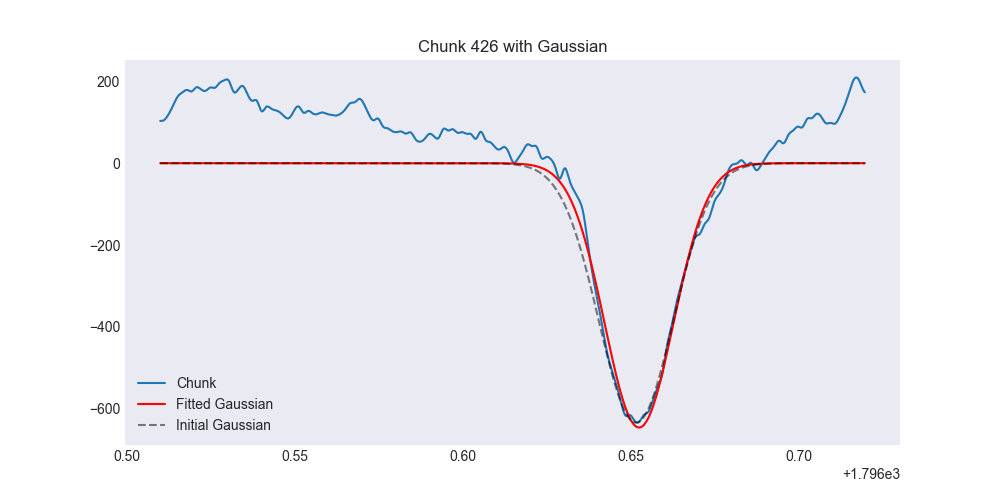 Chunk 426 with Gaussian
200
0
−200
−400
−600
Chunk
Fitted Gaussian
Initial Gaussian
0.50 0.55 0.60 0.65 0.70
+1.796e3